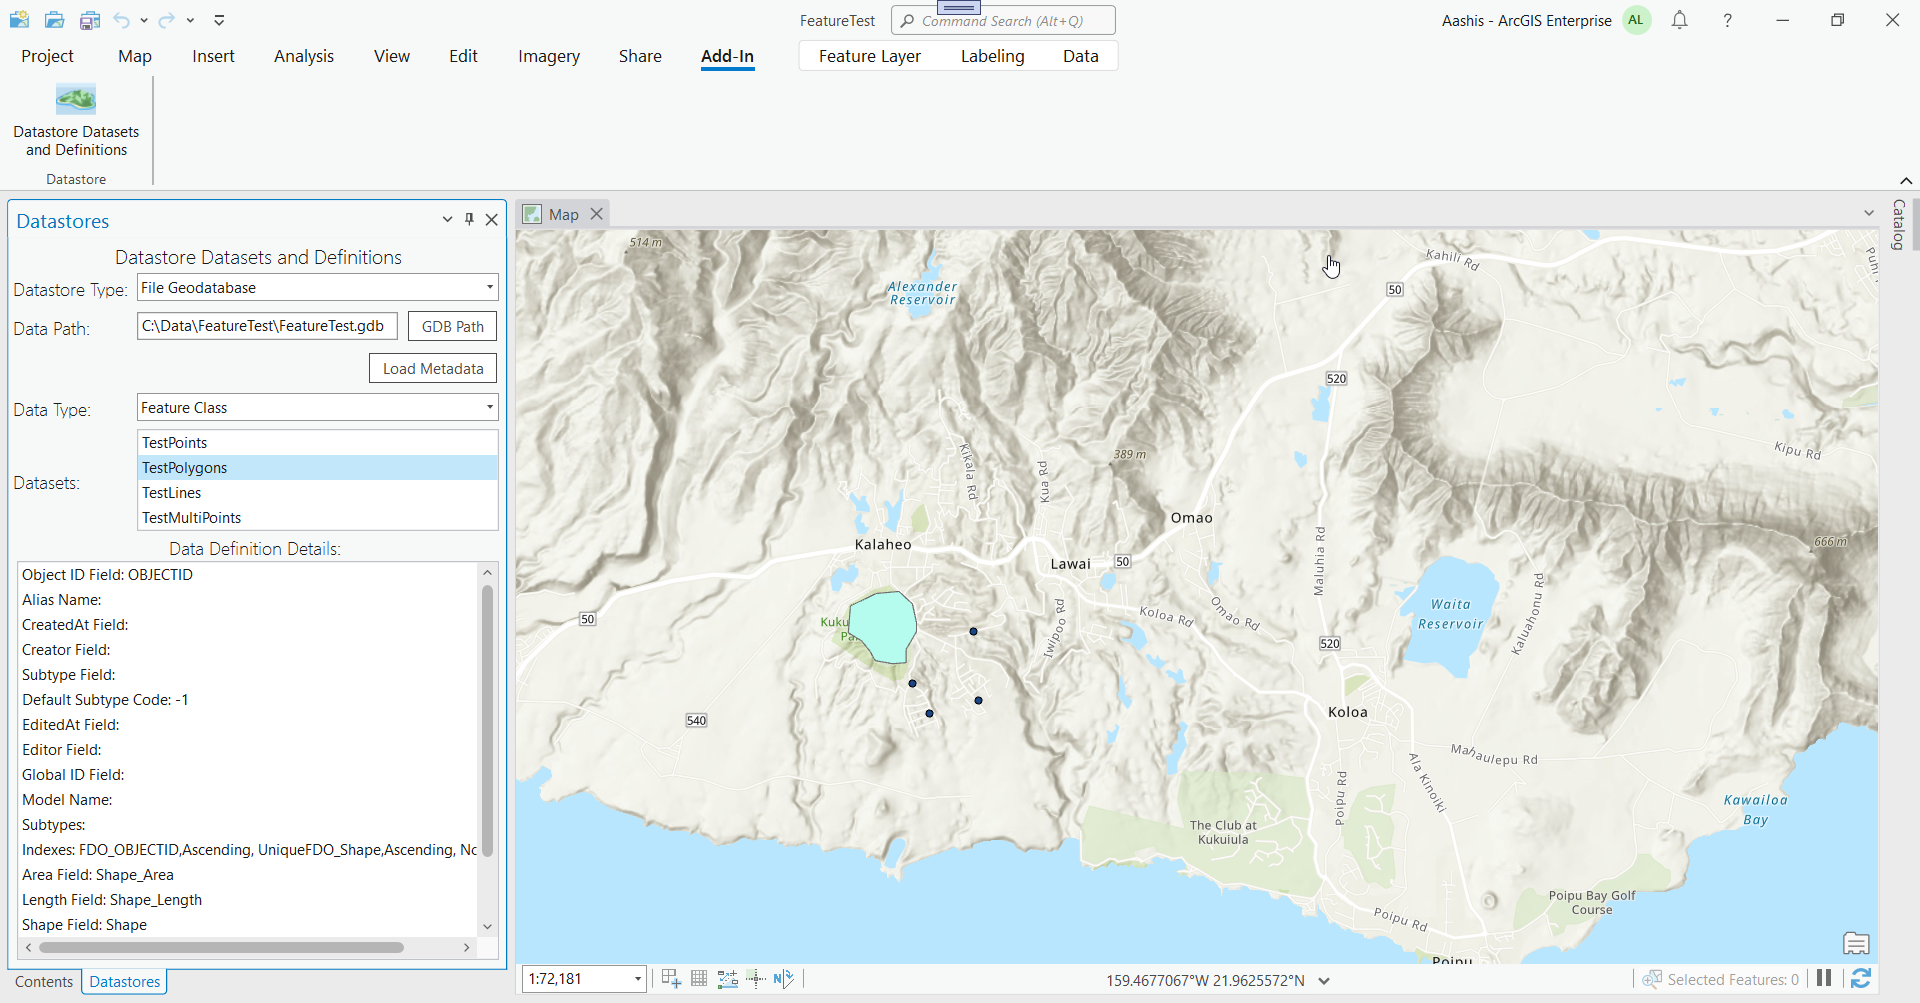 FeatureTest
Command Search (Alt+Q)
Aashis - ArcGIS Enterprise
AL
?
Project
Map
Insert
Analysis
View
Edit
Imagery
Share
Add-In
Feature Layer
Labeling
Data
Datastore Datasets
and Definitions
Datastore
Datastores
Datastore Datasets and Definitions
Datastore Type:
File Geodatabase
Data Path:
C:\Data\FeatureTest\FeatureTest.gdb
GDB Path
Load Metadata
Data Type:
Feature Class
Datasets:
TestPoints
TestPolygons
TestLines
TestMultiPoints
Data Definition Details:
Object ID Field: OBJECTID
Alias Name:
CreatedAt Field:
Creator Field:
Subtype Field:
Default Subtype Code: -1
EditedAt Field:
Editor Field:
Global ID Field:
Model Name:
Subtypes:
Indexes: FDO_OBJECTID,Ascending, UniqueFDO_Shape,Ascending, Nc
Area Field: Shape_Area
Length Field: Shape_Length
Shape Field: Shape
Contents
Datastores
Map
Catalog
514 m
Alexander
Reservoir
Kahili Rd
Puhi
50
520
389 m
Kikala Rd
Kua Rd
Kipu Rd
Omao
Kalaheo
Lawai
50
Maluhia Rd
666 m
50
Kuku
Pa
Iwipoo Rd
Koloa Rd
Omao Rd
520
Waita
Reservoir
Kaluahonu Rd
540
Koloa
Mahaulepu Rd
Ala Kinoiki
Poipu Rd
Kawailoa
Bay
The Club at
Kukuiula
Poipu Bay Golf
Course
Poipu Rd
Poipu
1:72,181
N
159.4677067°W 21.9625572°N
Selected Features: 0